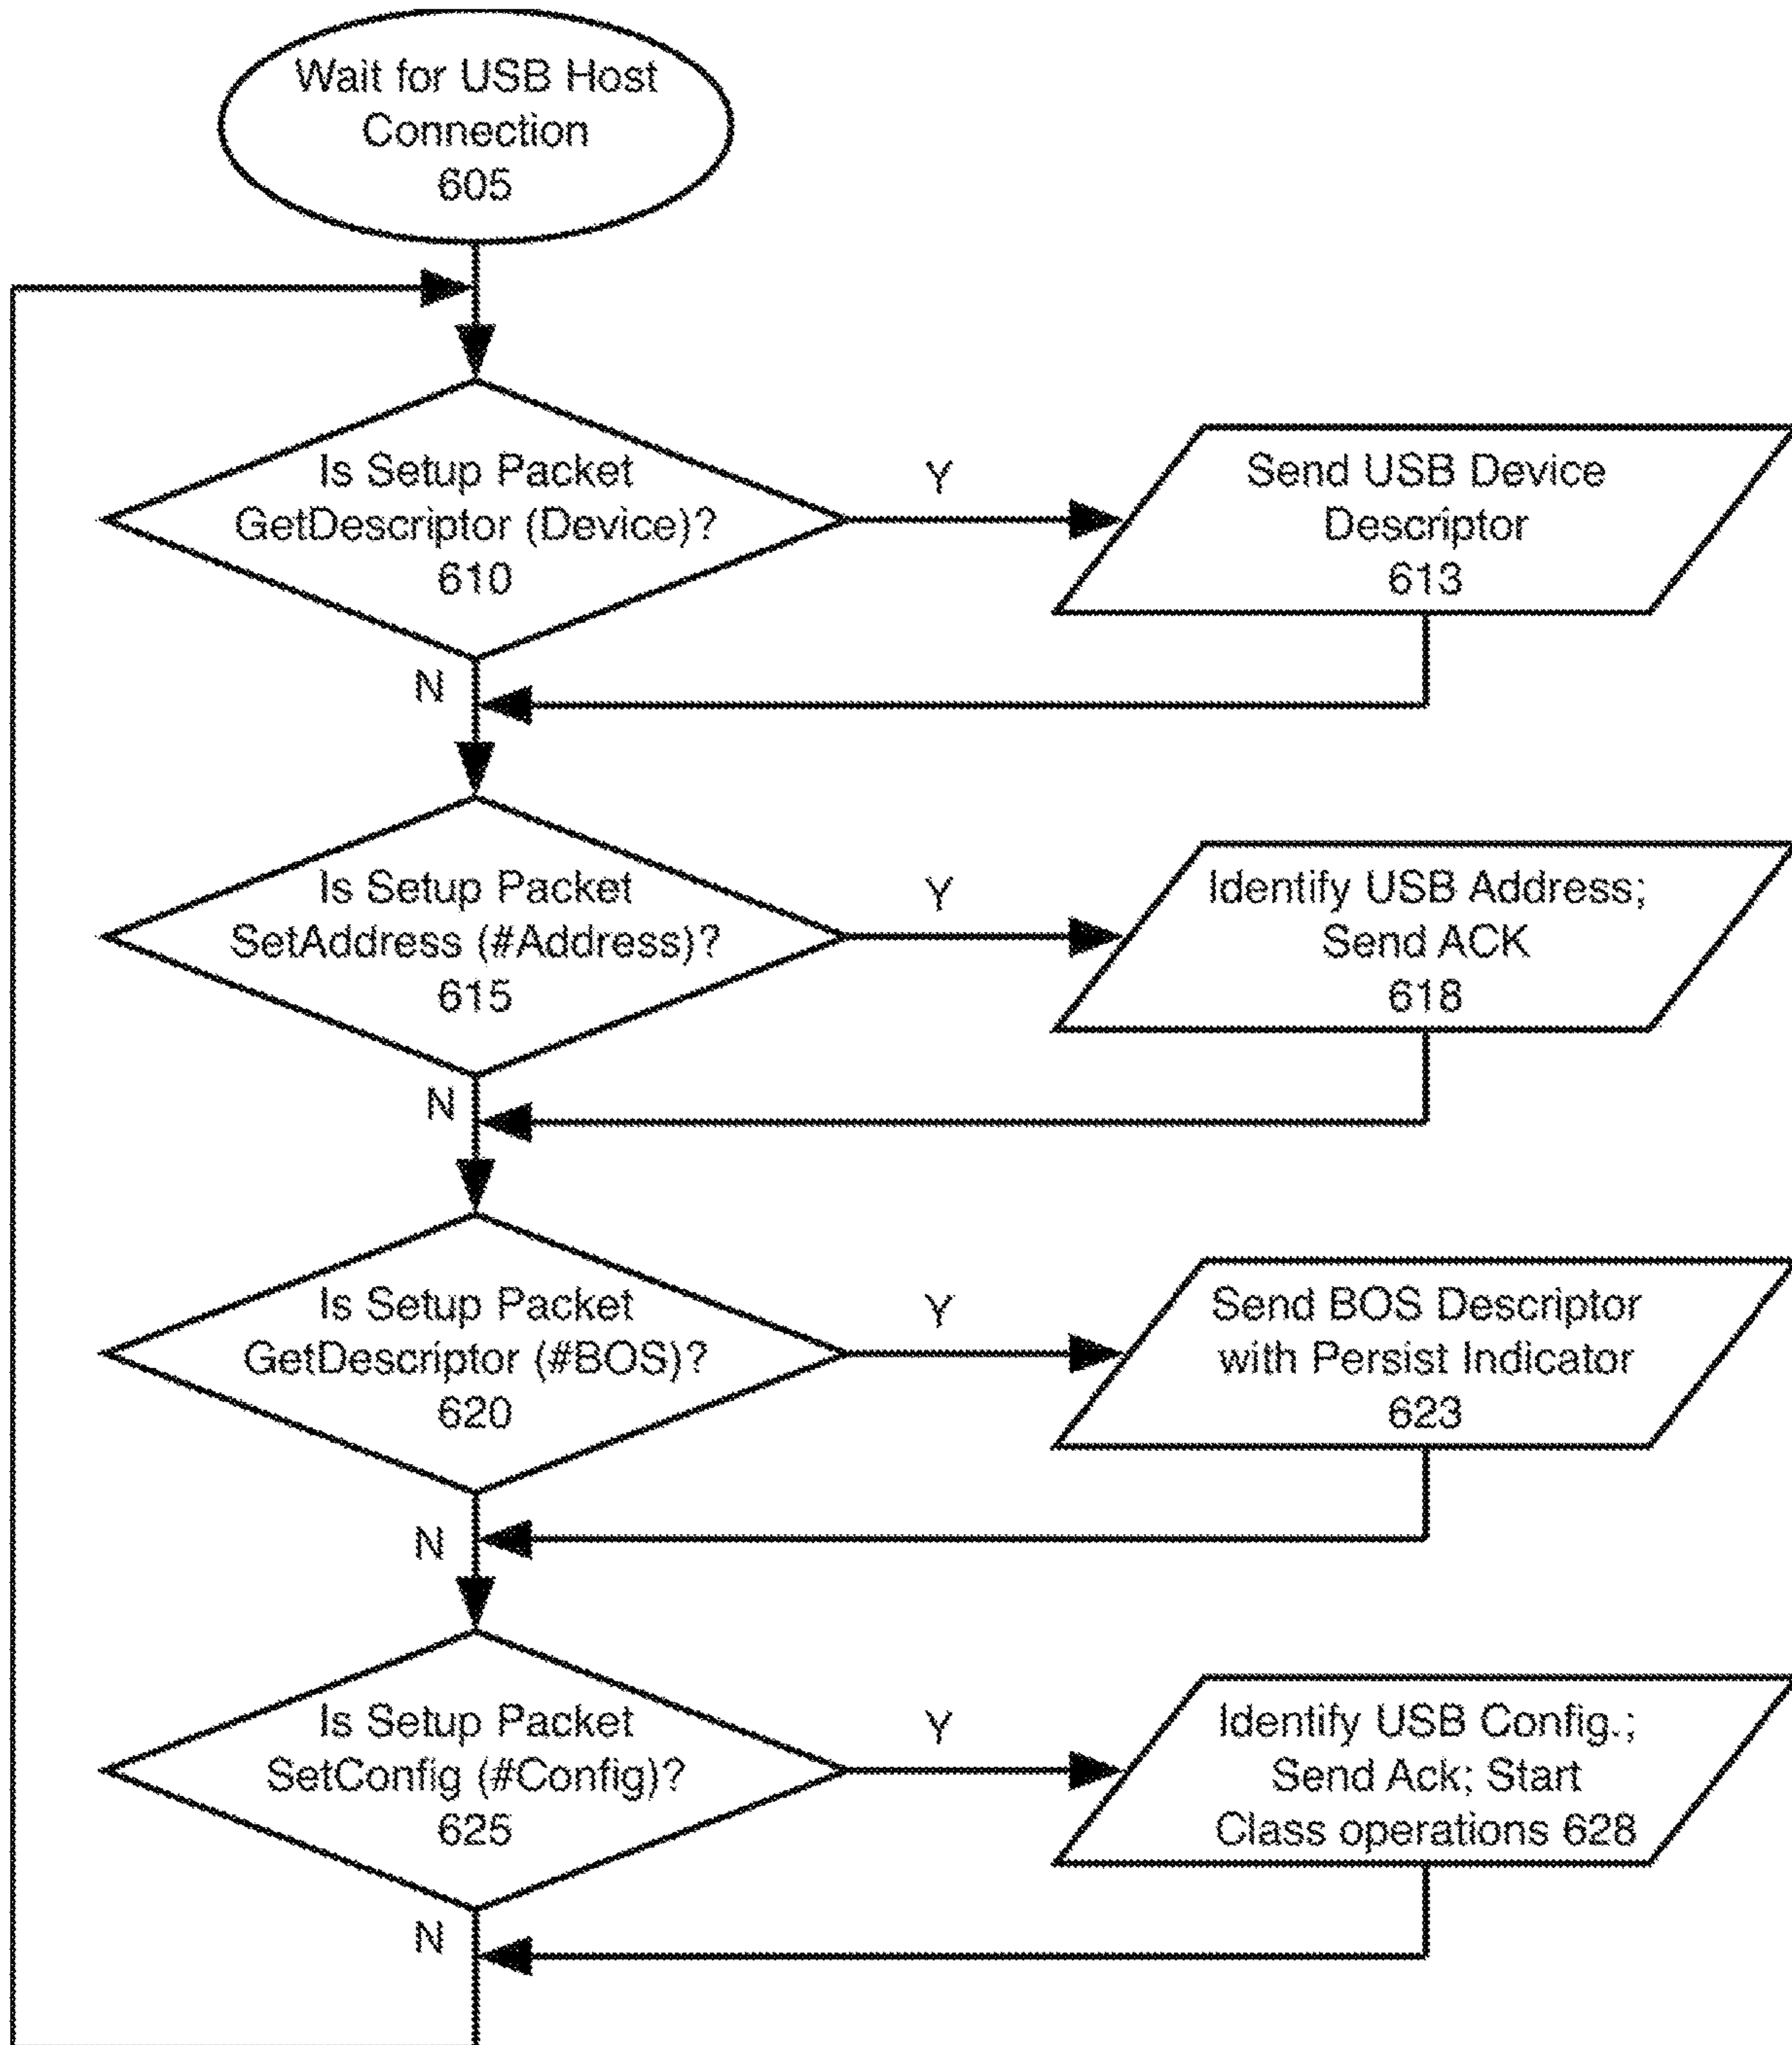 Wait for USB Host
Connection
605
Is Setup Packet
GetDescriptor (Device)?
610
Y
Send USB Device
Descriptor
613
N
Is Setup Packet
SetAddress (#Address)?
615
Y
Identify USB Address;
Send ACK
618
N
Is Setup Packet
GetDescriptor (#BOS)?
620
Y
Send BOS Descriptor
with Persist Indicator
623
N
Is Setup Packet
SetConfig (#Config)?
625
Y
Identify USB Config.;
Send Ack; Start
Class operations 628
N